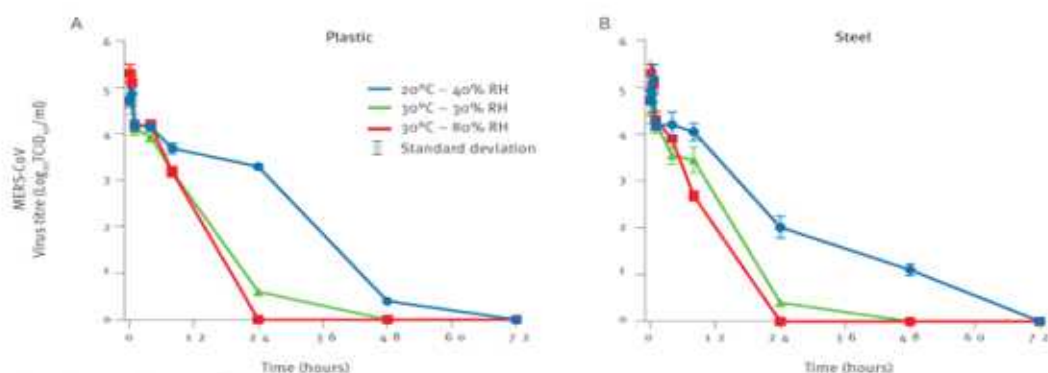 A
Plastic
B
Steel
6
5
4
3
2
1
0
20°C – 40% RH
30°C – 30% RH
30°C – 80% RH
Standard deviation
6
5
4
3
2
1
0
MERS-CoV
Virus titre (Log₁₀TCID₅₀/ml)
0 12 24 36 48 60 72
0 12 24 36 48 60 72
Time (hours)
Time (hours)